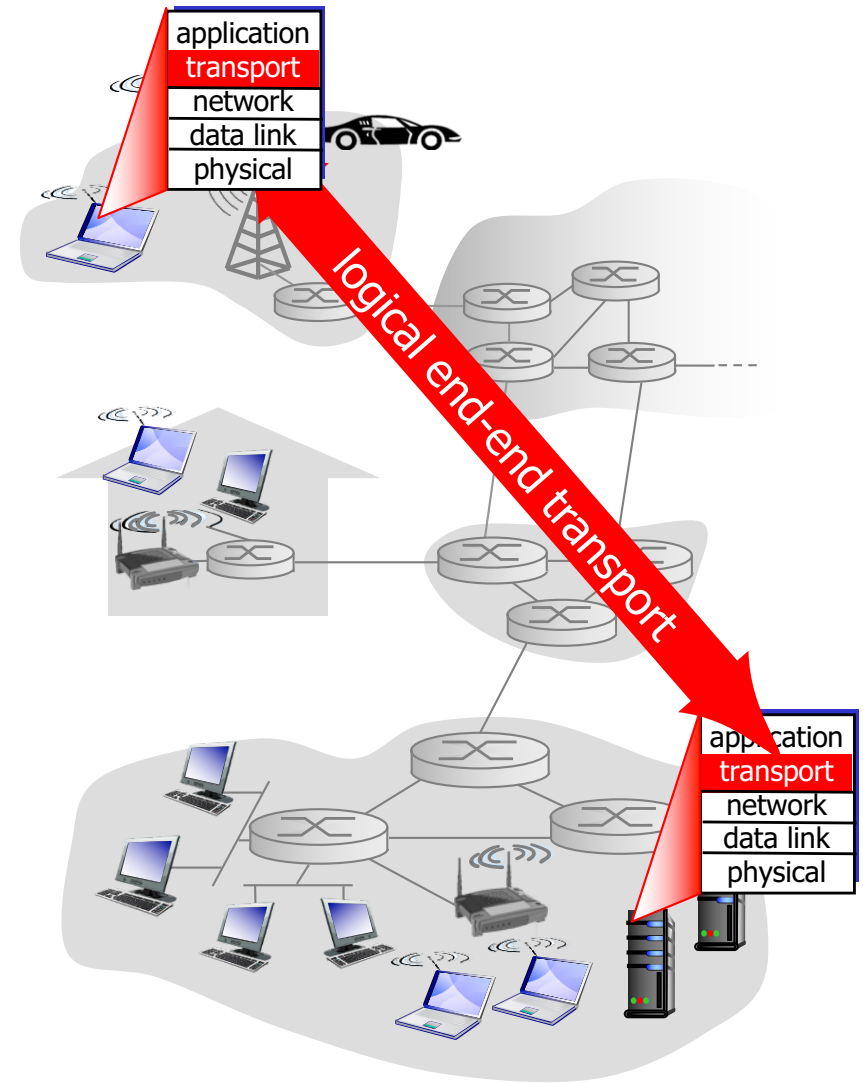 application
transport
network
data link
physical
logical end-end transport
application
transport
network
data link
physical